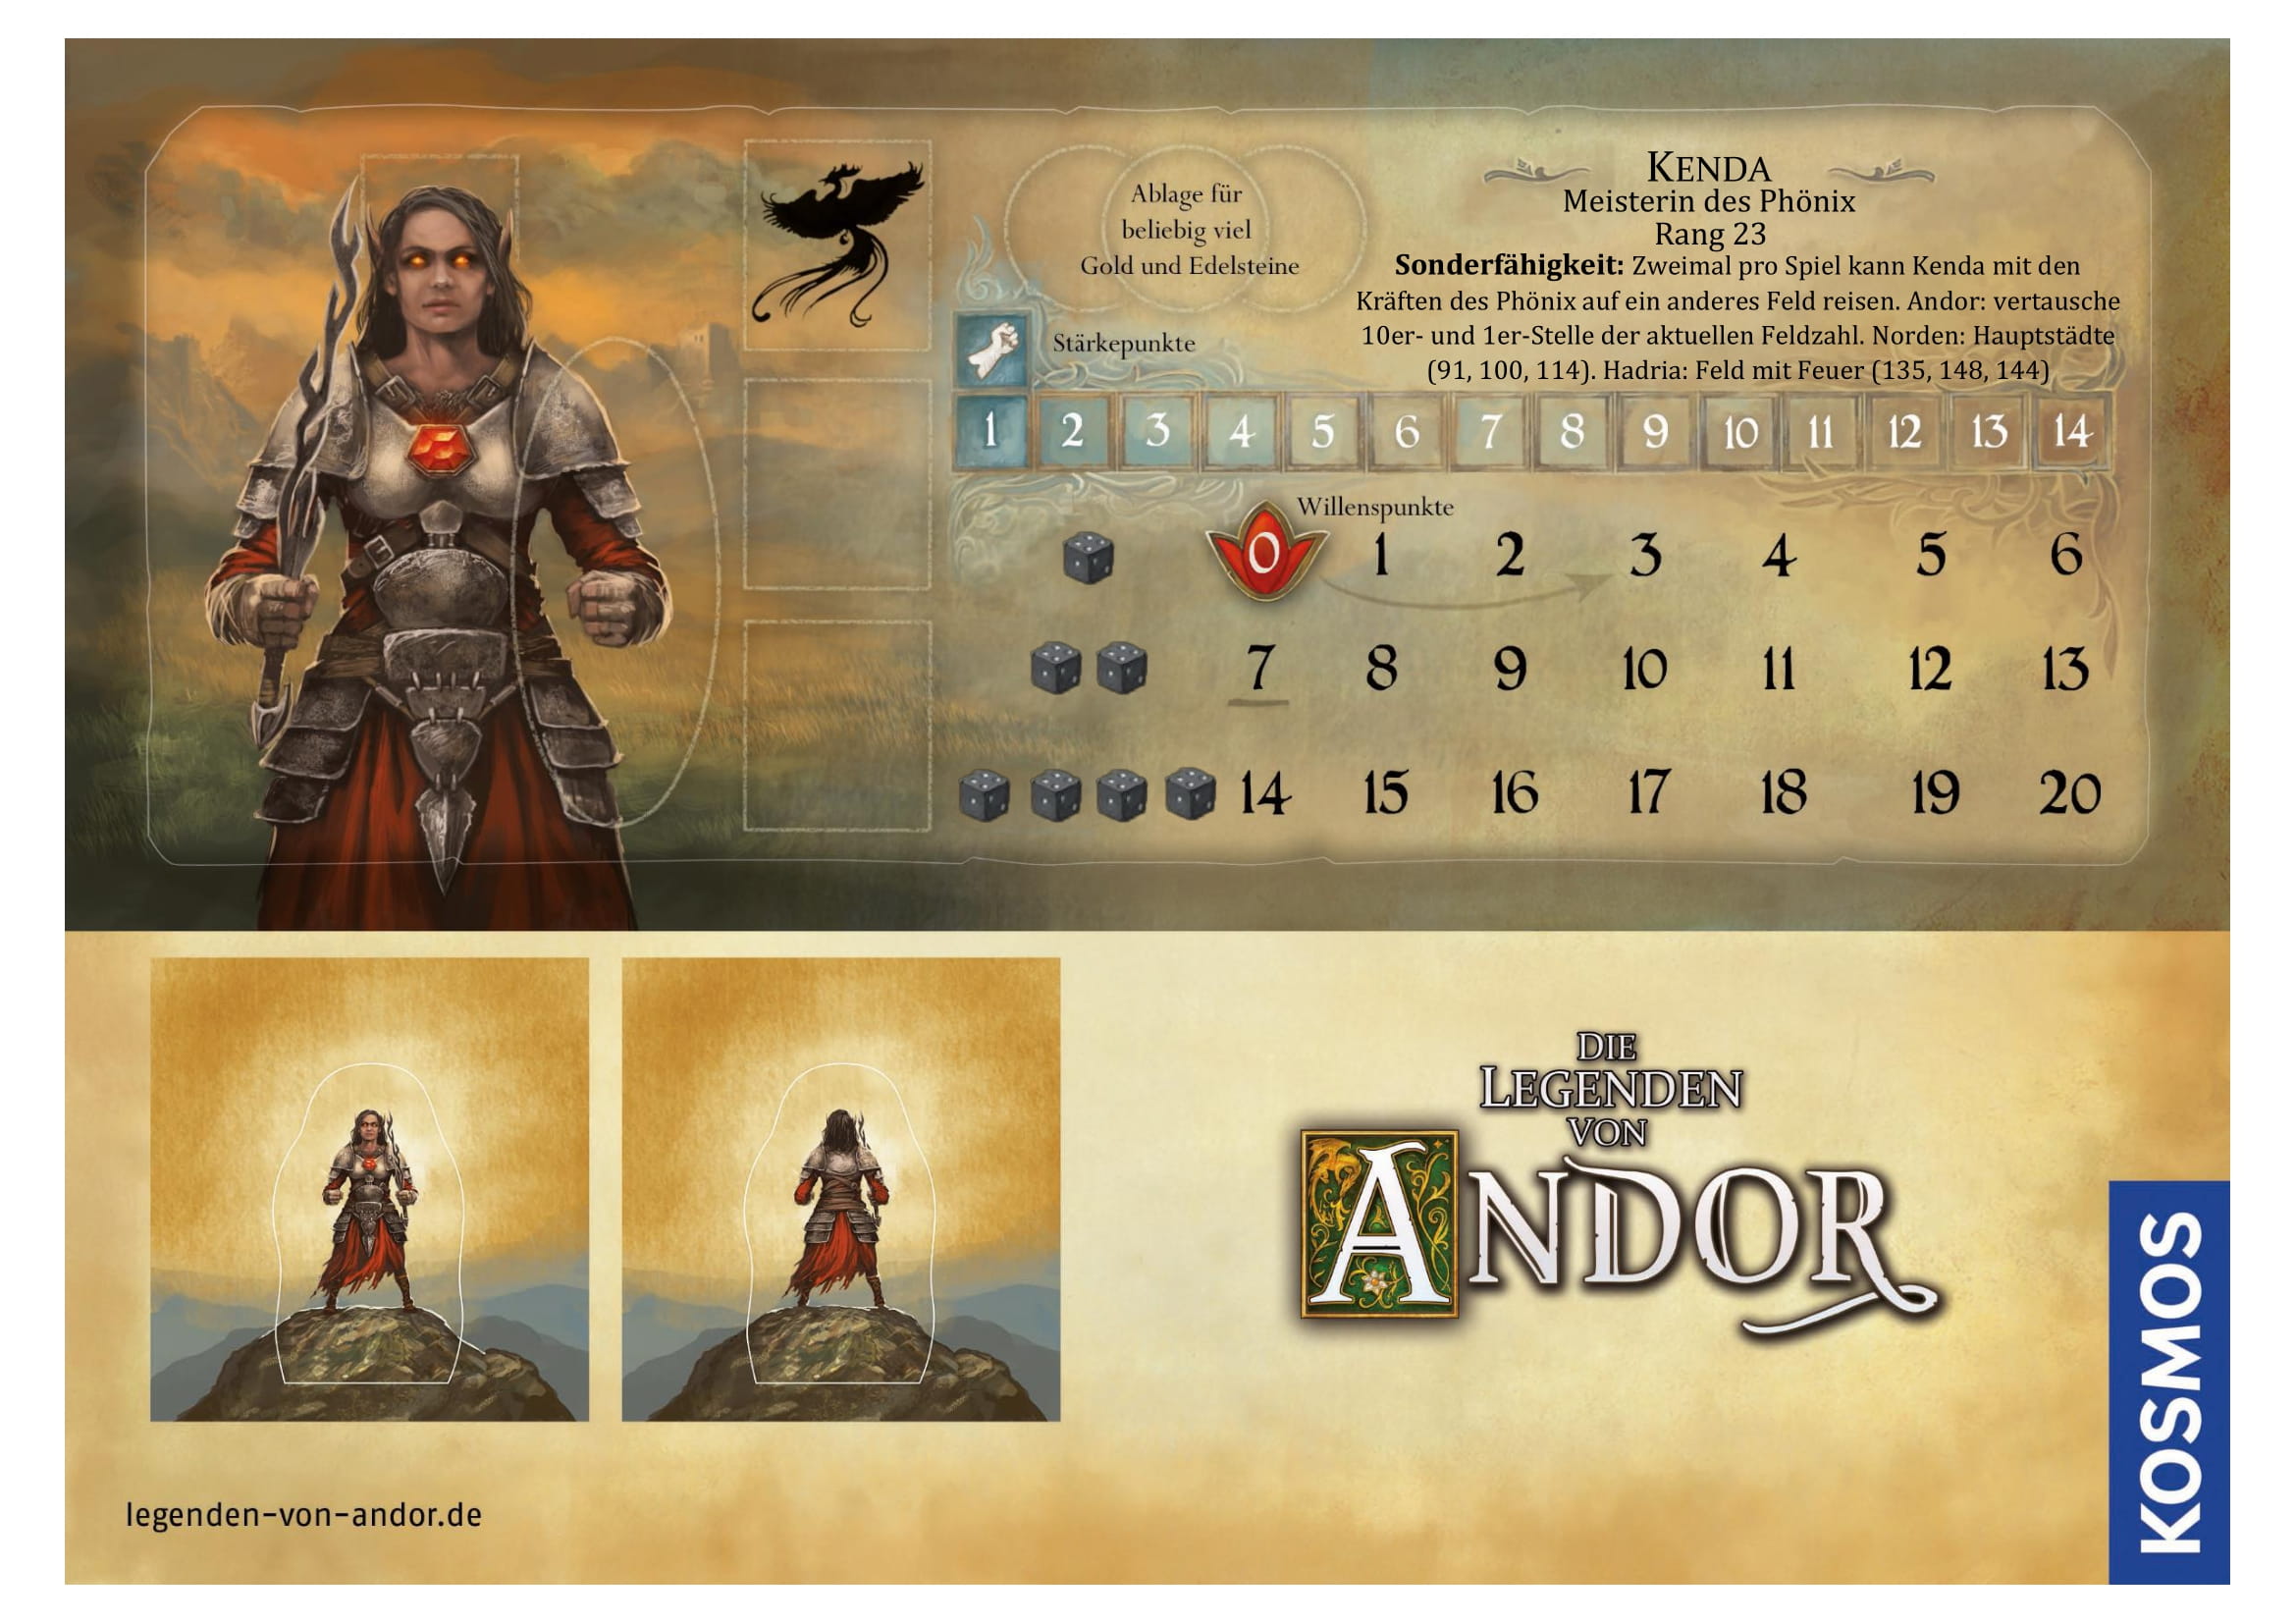 KENDA
Meisterin des Phönix
Rang 23
Sonderfähigkeit: Zweimal pro Spiel kann Kenda mit den
Kräften des Phönix auf ein anderes Feld reisen. Andor: vertausche
10er- und 1er-Stelle der aktuellen Feldzahl. Norden: Hauptstädte
(91, 100, 114). Hadria: Feld mit Feuer (135, 148, 144)
Ablage für
beliebig viel
Gold und Edelsteine
Stärkepunkte
1 2 3 4 5 6 7 8 9 10 11 12 13 14
Willenspunkte
0 1 2 3 4 5 6
7 8 9 10 11 12 13
14 15 16 17 18 19 20
DIE
LEGENDEN
VON
ANDOR
KOSMOS
legenden-von-andor.de